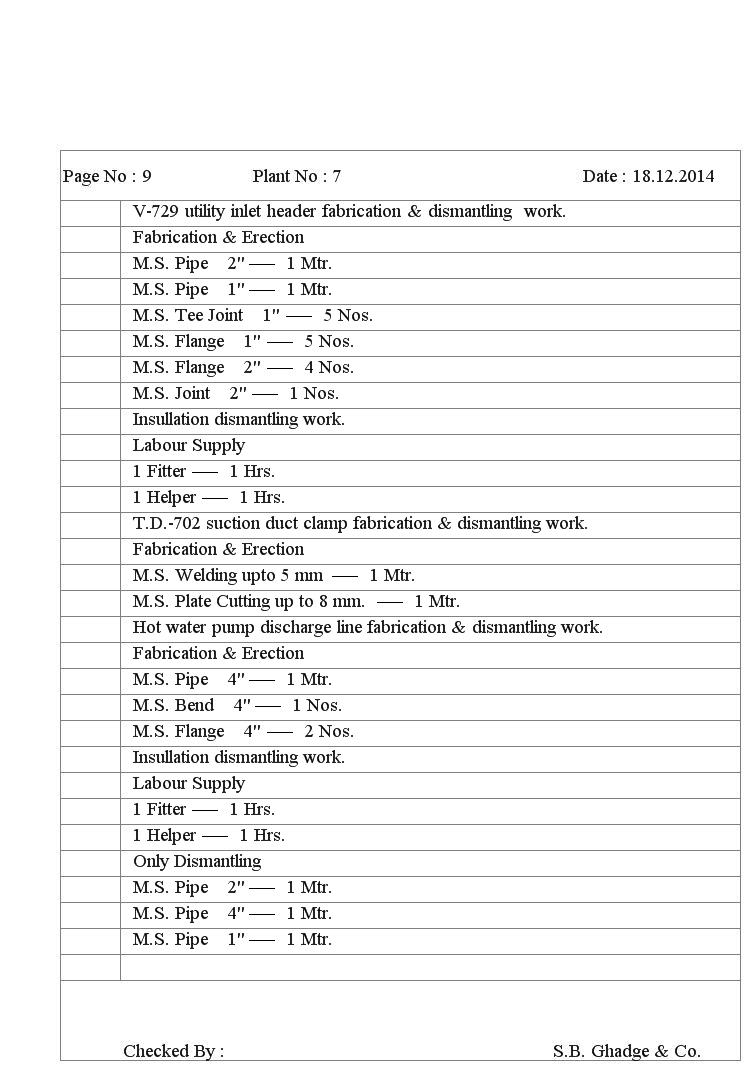 Page No : 9 Plant No : 7 Date : 18.12.2014
V-729 utility inlet header fabrication & dismantling work.
Fabrication & Erection
M.S. Pipe 2" — 1 Mtr.
M.S. Pipe 1" — 1 Mtr.
M.S. Tee Joint 1" — 5 Nos.
M.S. Flange 1" — 5 Nos.
M.S. Flange 2" — 4 Nos.
M.S. Joint 2" — 1 Nos.
Insullation dismantling work.
Labour Supply
1 Fitter — 1 Hrs.
1 Helper — 1 Hrs.
T.D.-702 suction duct clamp fabrication & dismantling work.
Fabrication & Erection
M.S. Welding upto 5 mm — 1 Mtr.
M.S. Plate Cutting up to 8 mm. — 1 Mtr.
Hot water pump discharge line fabrication & dismantling work.
Fabrication & Erection
M.S. Pipe 4" — 1 Mtr.
M.S. Bend 4" — 1 Nos.
M.S. Flange 4" — 2 Nos.
Insullation dismantling work.
Labour Supply
1 Fitter — 1 Hrs.
1 Helper — 1 Hrs.
Only Dismantling
M.S. Pipe 2" — 1 Mtr.
M.S. Pipe 4" — 1 Mtr.
M.S. Pipe 1" — 1 Mtr.
Checked By : S.B. Ghadge & Co.